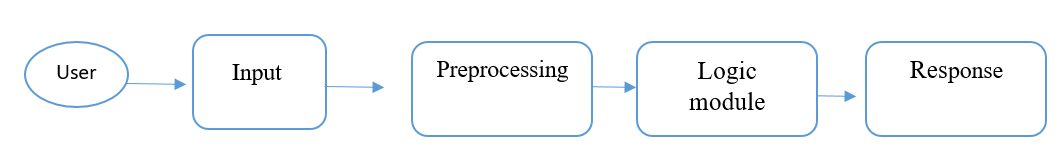 User
Input
Preprocessing
Logic
module
Response